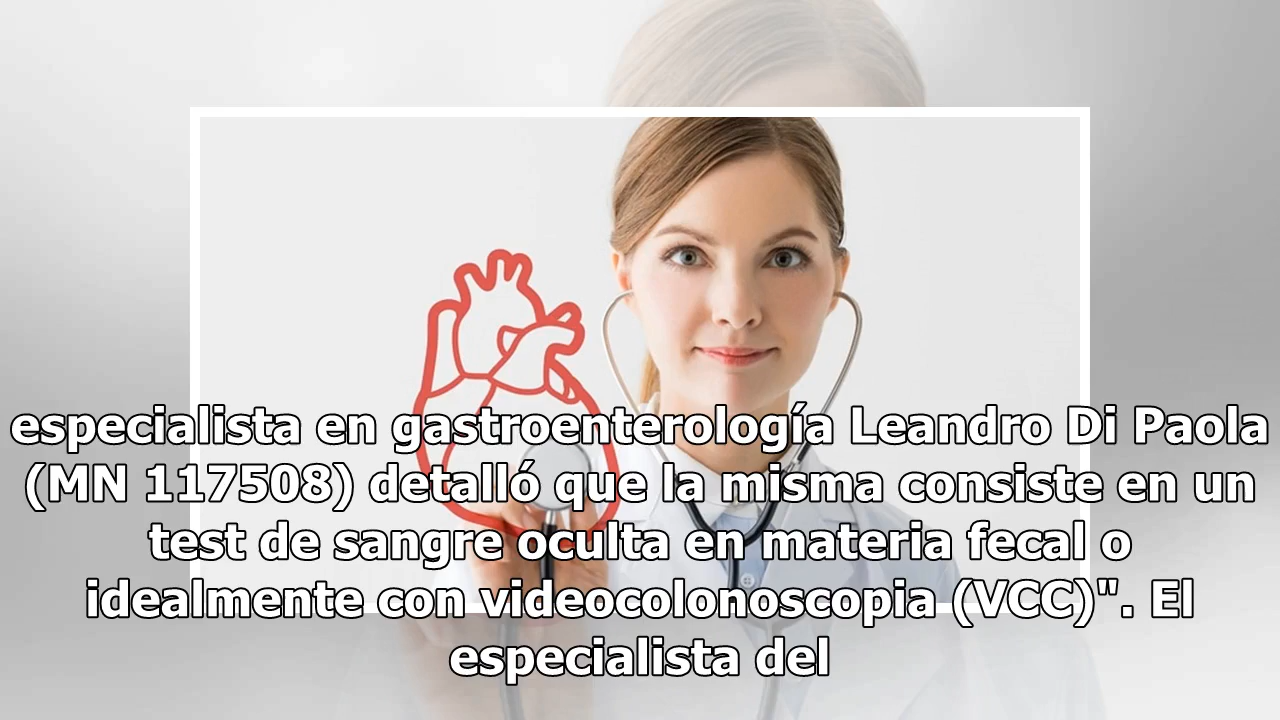 especialista en gastroenterología Leandro Di Paola
(MN 117508) detalló que la misma consiste en un
test de sangre oculta en materia fecal o
idealmente con videocolonoscopia (VCC)". El
especialista del